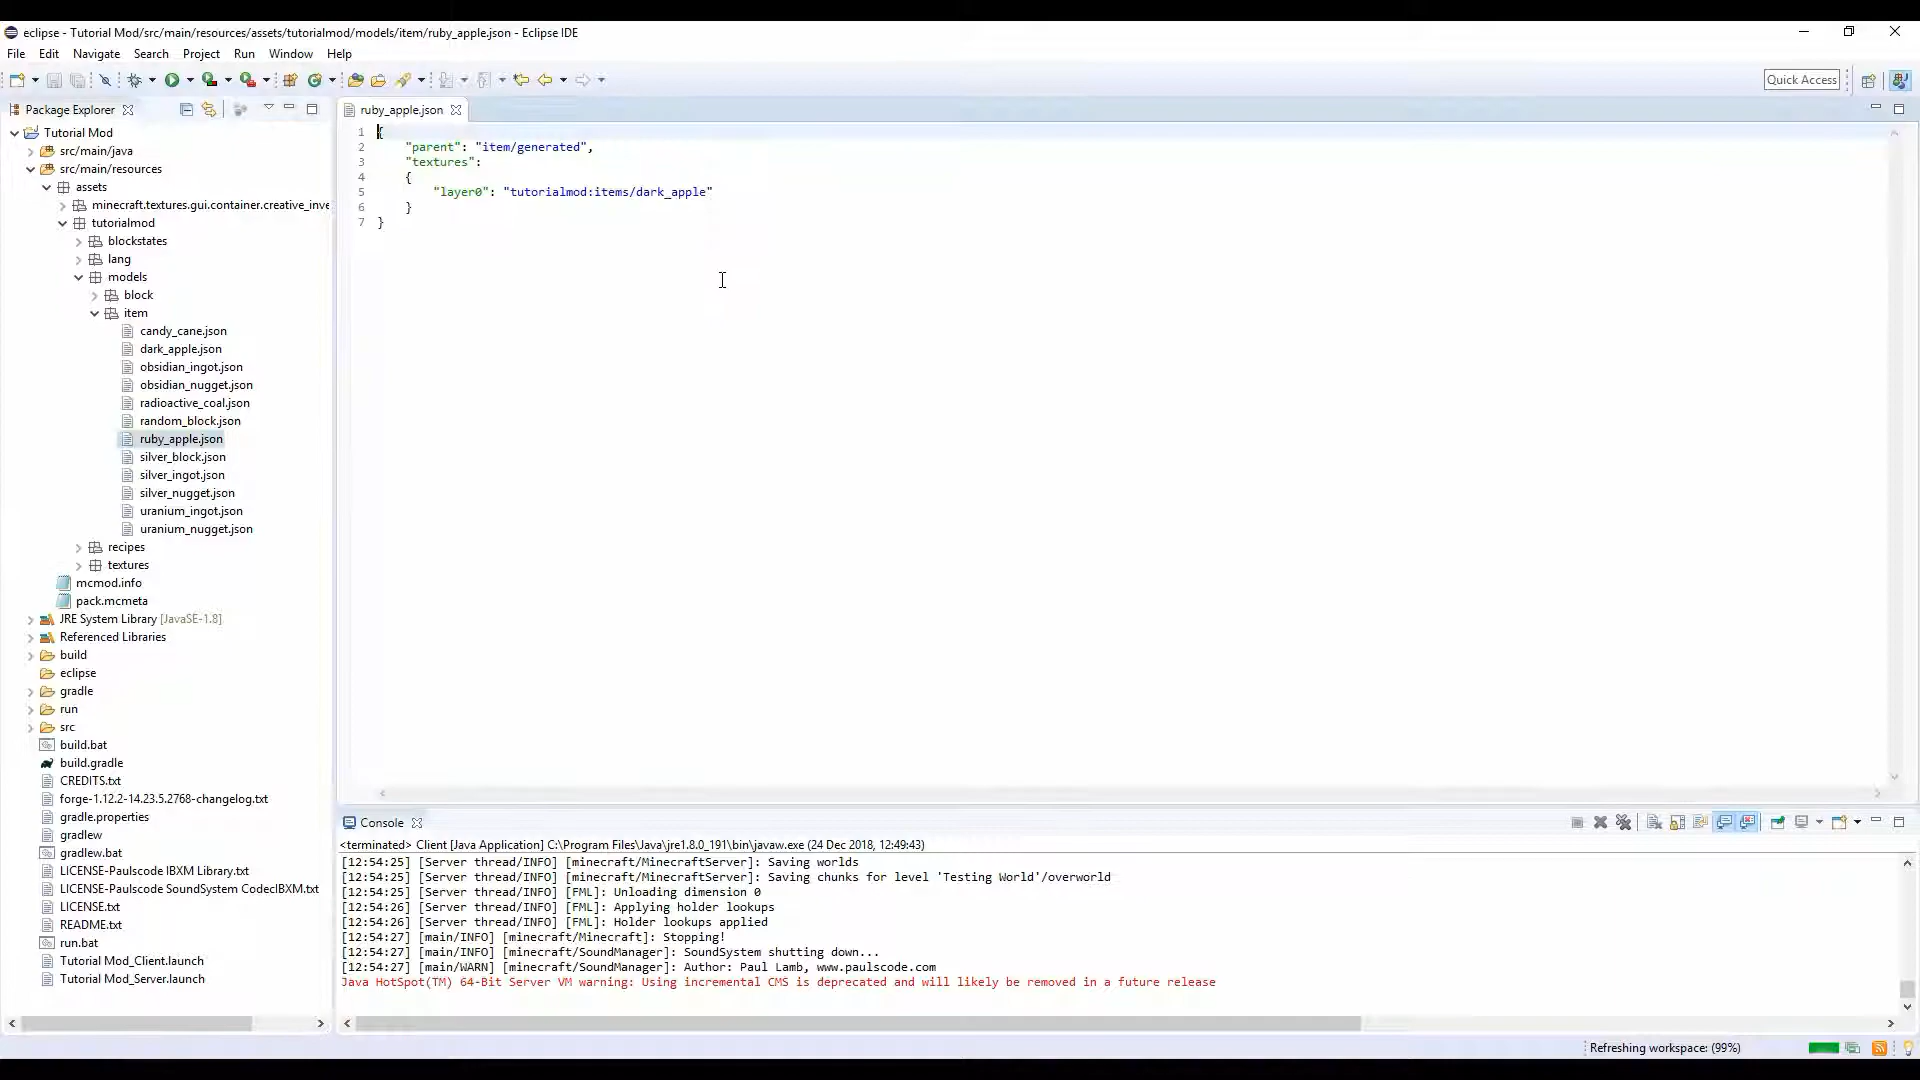 eclipse - Tutorial Mod/src/main/resources/assets/tutorialmod/models/item/ruby_apple.json - Eclipse IDE
File Edit Navigate Search Project Run Window Help
Quick Access
Package Explorer
Tutorial Mod
src/main/java
src/main/resources
assets
minecraft.textures.gui.container.creative_inve
tutorialmod
blockstates
lang
models
block
item
candy_cane.json
dark_apple.json
obsidian_ingot.json
obsidian_nugget.json
radioactive_coal.json
random_block.json
ruby_apple.json
silver_block.json
silver_ingot.json
silver_nugget.json
uranium_ingot.json
uranium_nugget.json
recipes
textures
mcmod.info
pack.mcmeta
JRE System Library [JavaSE-1.8]
Referenced Libraries
build
eclipse
gradle
run
src
build.bat
build.gradle
CREDITS.txt
forge-1.12.2-14.23.5.2768-changelog.txt
gradle.properties
gradlew
gradlew.bat
LICENSE-Paulscode IBXM Library.txt
LICENSE-Paulscode SoundSystem CodecIBXM.txt
LICENSE.txt
README.txt
run.bat
Tutorial Mod_Client.launch
Tutorial Mod_Server.launch
ruby_apple.json
1 {
2 "parent": "item/generated",
3 "textures":
4 {
5 "layer0": "tutorialmod:items/dark_apple"
6 }
7 }
Console
<terminated> Client [Java Application] C:\Program Files\Java\jre1.8.0_191\bin\javaw.exe (24 Dec 2018, 12:49:43)
[12:54:25] [Server thread/INFO] [minecraft/MinecraftServer]: Saving worlds
[12:54:25] [Server thread/INFO] [minecraft/MinecraftServer]: Saving chunks for level 'Testing World'/overworld
[12:54:25] [Server thread/INFO] [FML]: Unloading dimension 0
[12:54:26] [Server thread/INFO] [FML]: Applying holder lookups
[12:54:26] [Server thread/INFO] [FML]: Holder lookups applied
[12:54:27] [main/INFO] [minecraft/Minecraft]: Stopping!
[12:54:27] [main/INFO] [minecraft/SoundManager]: SoundSystem shutting down...
[12:54:27] [main/WARN] [minecraft/SoundManager]: Author: Paul Lamb, www.paulscode.com
Java HotSpot(TM) 64-Bit Server VM warning: Using incremental CMS is deprecated and will likely be removed in a future release
Refreshing workspace: (99%)